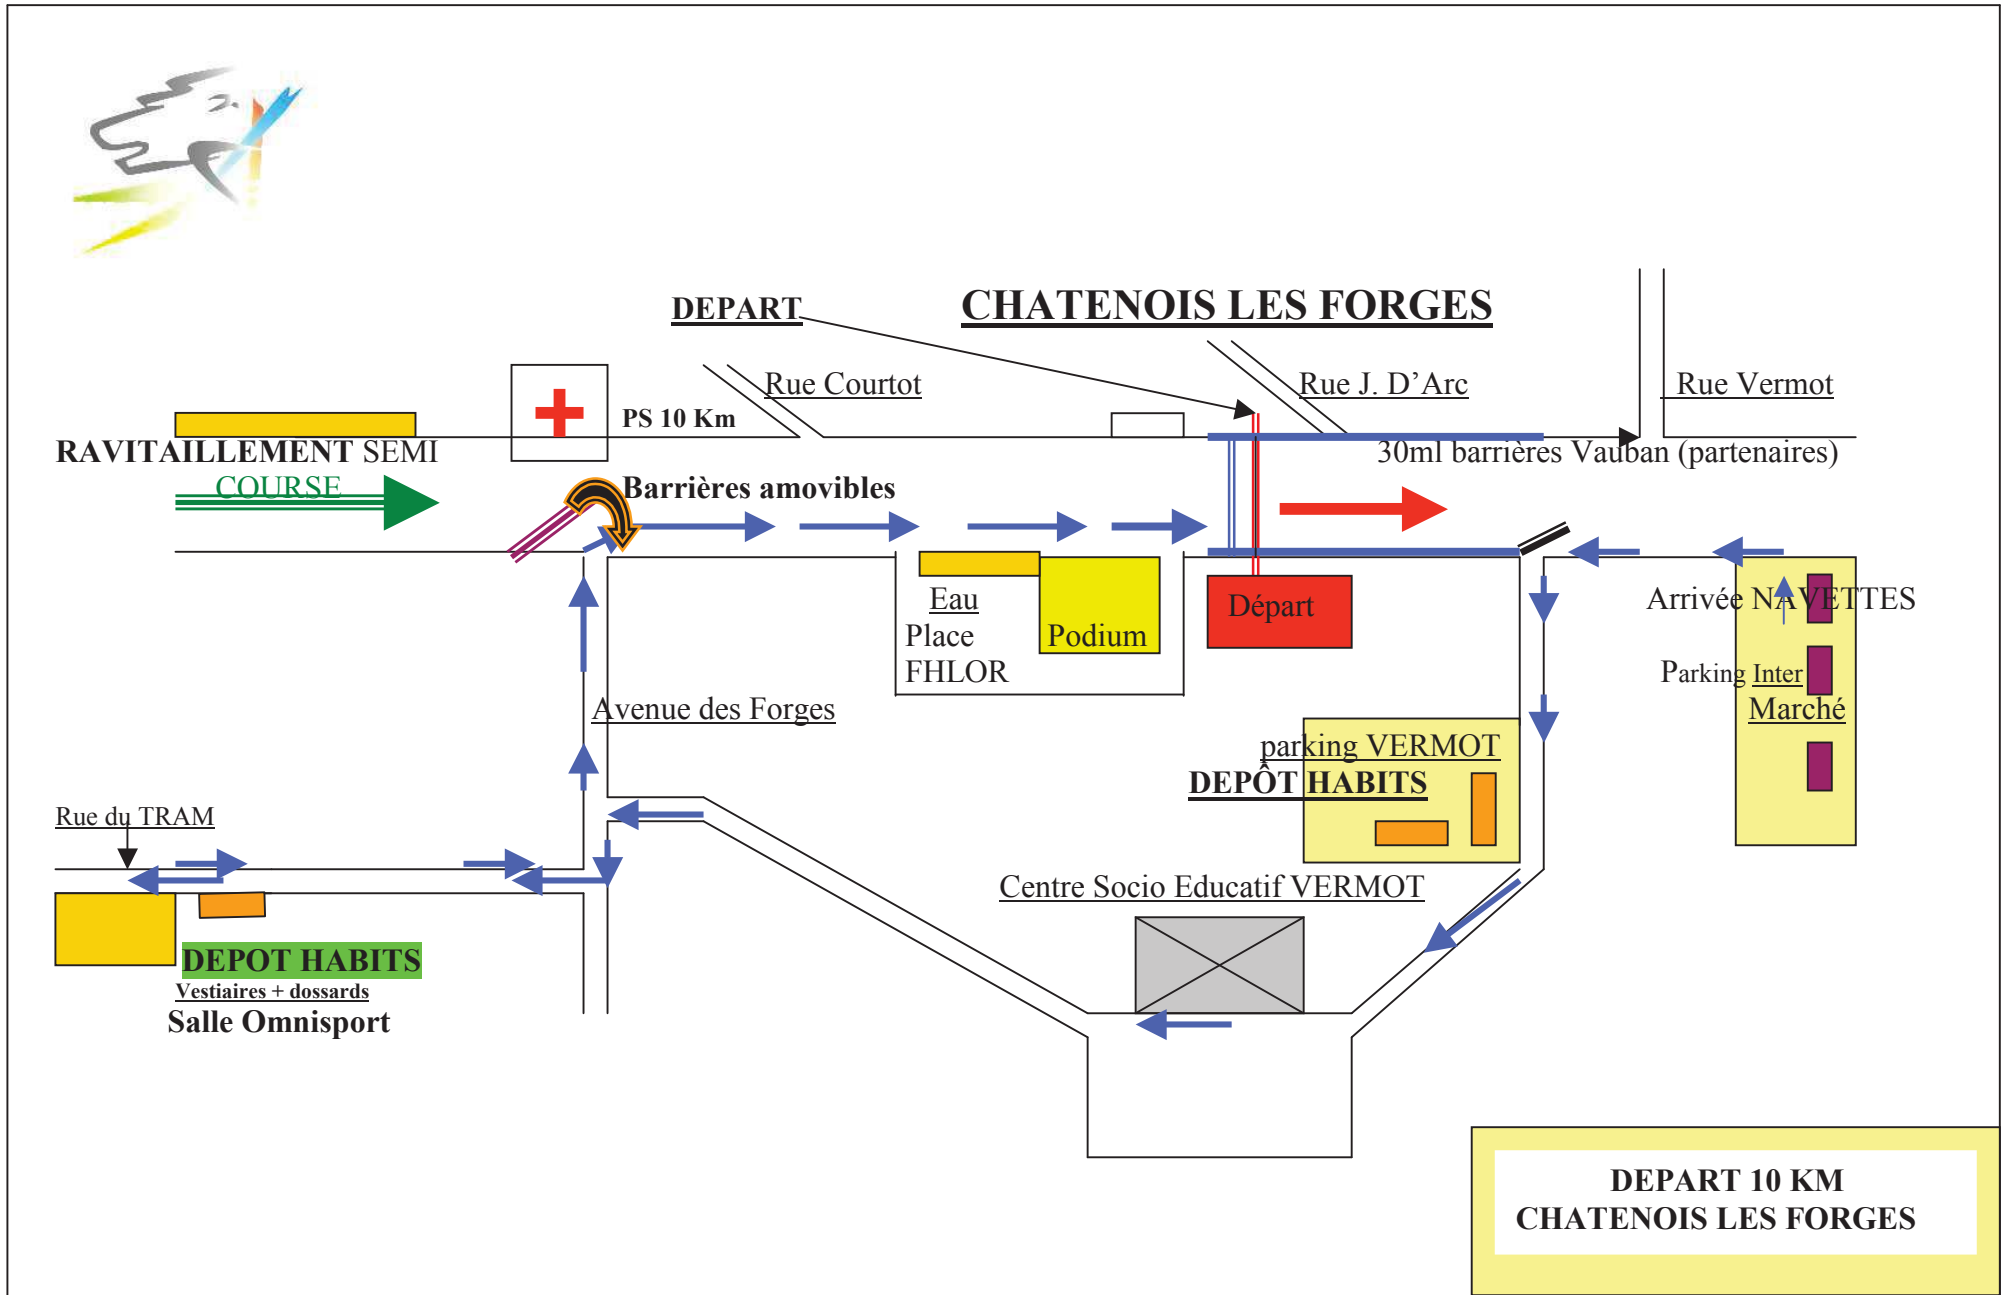 DEPART
CHATENOIS LES FORGES
Rue Courtot
Rue J. D’Arc
Rue Vermot
PS 10 Km
RAVITAILLEMENT SEMI
30ml barrières Vauban (partenaires)
COURSE
Barrières amovibles
Eau
Place
FHLOR
Podium
Départ
Arrivée NAVETTES
Parking Inter
Marché
Avenue des Forges
parking VERMOT
DEPÔT HABITS
Rue du TRAM
Centre Socio Educatif VERMOT
DEPOT HABITS
Vestiaires + dossards
Salle Omnisport
DEPART 10 KM
CHATENOIS LES FORGES